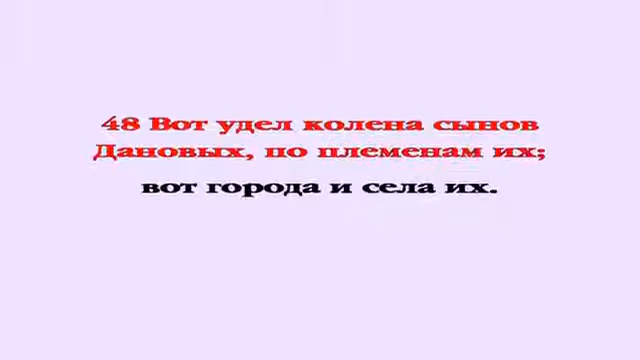 48 Вот удел колена сынов
Дановых, по племенам их;
вот города и села их.